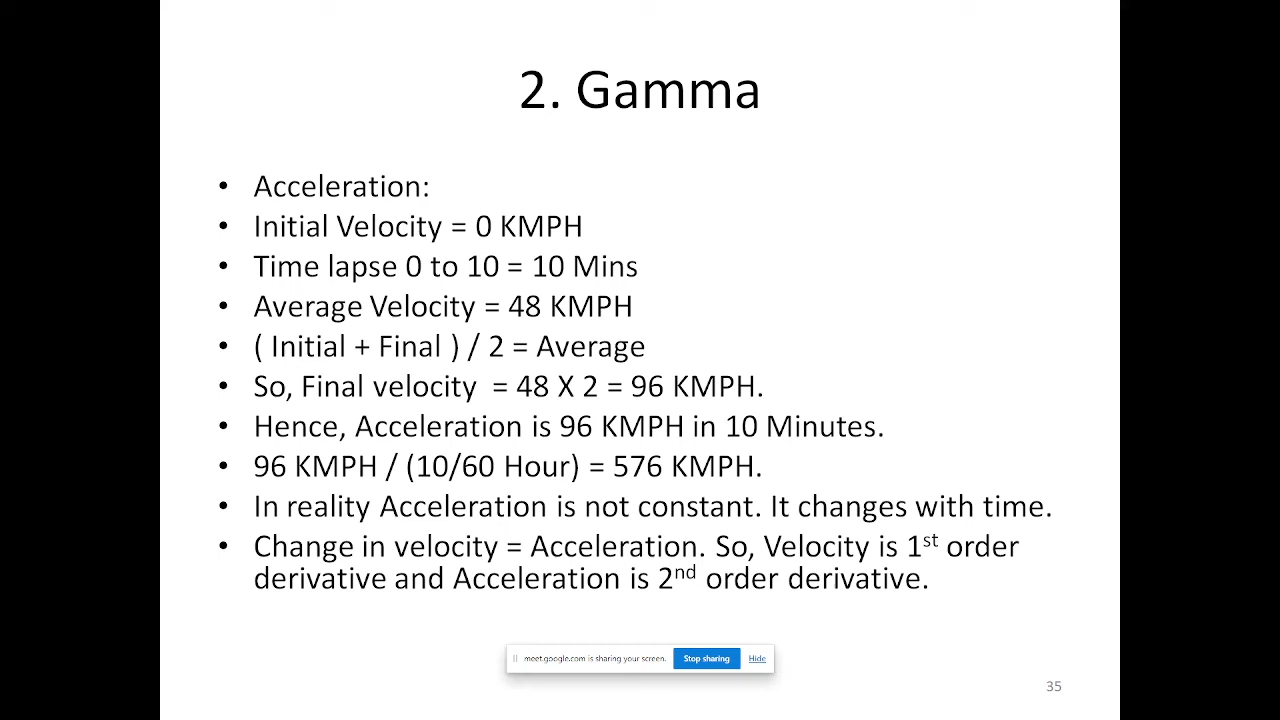 2. Gamma
• Acceleration:
• Initial Velocity = 0 KMPH
• Time lapse 0 to 10 = 10 Mins
• Average Velocity = 48 KMPH
• ( Initial + Final ) / 2 = Average
• So, Final velocity  = 48 X 2 = 96 KMPH.
• Hence, Acceleration is 96 KMPH in 10 Minutes.
• 96 KMPH / (10/60 Hour) = 576 KMPH.
• In reality Acceleration is not constant. It changes with time.
• Change in velocity = Acceleration. So, Velocity is 1st order
derivative and Acceleration is 2nd order derivative.
meet.google.com is sharing your screen. Stop sharing Hide
35